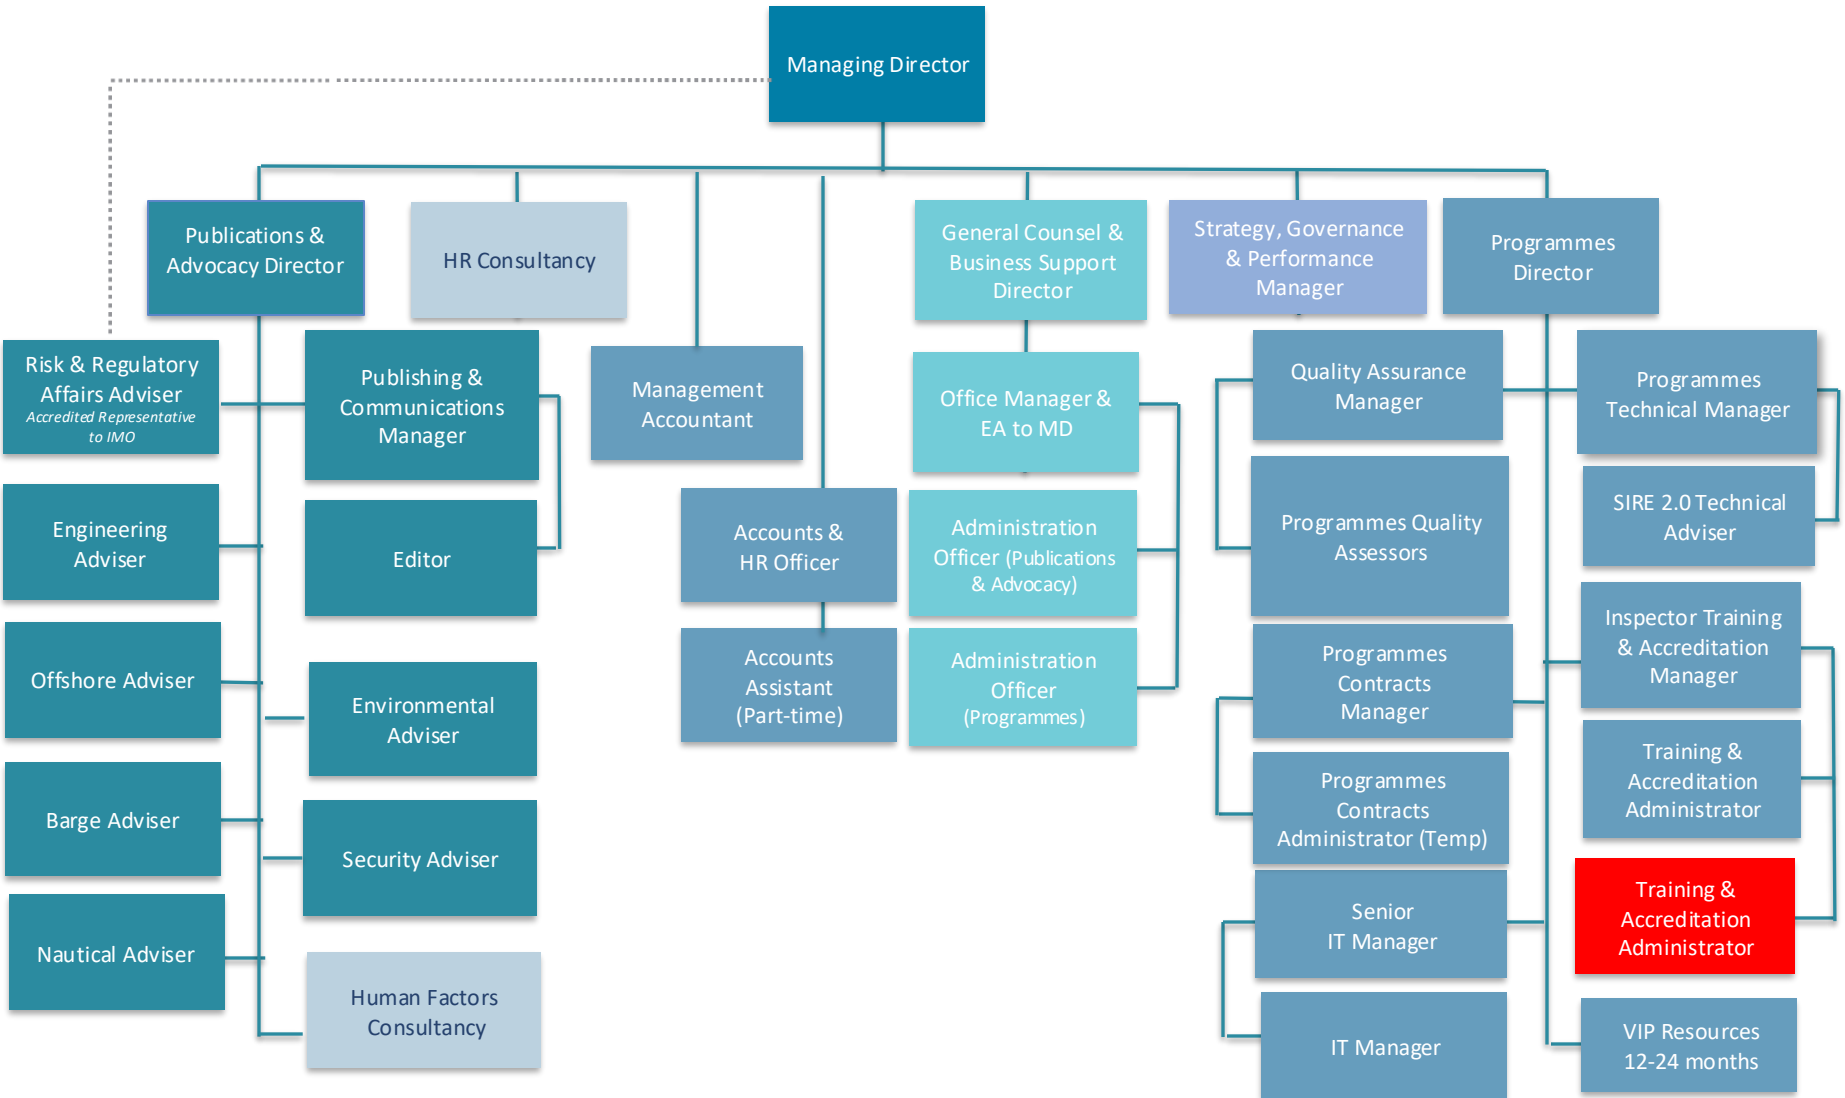 Managing Director
Publications &
Advocacy Director
HR Consultancy
General Counsel &
Business Support
Director
Strategy, Governance
& Performance
Manager
Programmes
Director
Risk & Regulatory
Affairs Adviser
Accredited Representative
to IMO
Publishing &
Communications
Manager
Management
Accountant
Office Manager &
EA to MD
Quality Assurance
Manager
Programmes
Technical Manager
Engineering
Adviser
Editor
Accounts &
HR Officer
Administration
Officer (Publications
& Advocacy)
Programmes Quality
Assessors
SIRE 2.0 Technical
Adviser
Offshore Adviser
Environmental
Adviser
Accounts
Assistant
(Part-time)
Administration
Officer
(Programmes)
Programmes
Contracts
Manager
Inspector Training
& Accreditation
Manager
Barge Adviser
Security Adviser
Programmes
Contracts
Administrator (Temp)
Training &
Accreditation
Administrator
Nautical Adviser
Human Factors
Consultancy
Senior
IT Manager
Training &
Accreditation
Administrator
IT Manager
VIP Resources
12-24 months